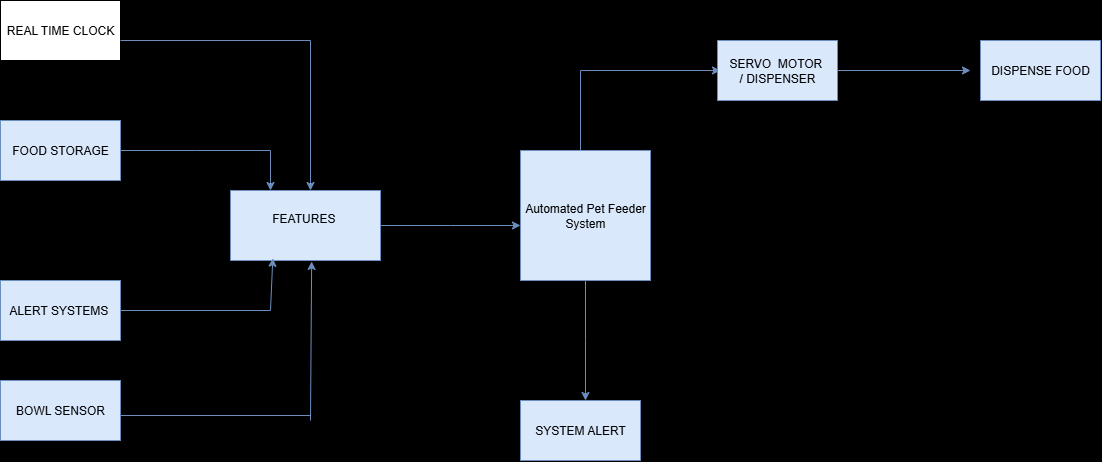 REAL TIME CLOCK
SERVO MOTOR
/ DISPENSER
DISPENSE FOOD
FOOD STORAGE
FEATURES
Automated Pet Feeder
System
ALERT SYSTEMS
BOWL SENSOR
SYSTEM ALERT